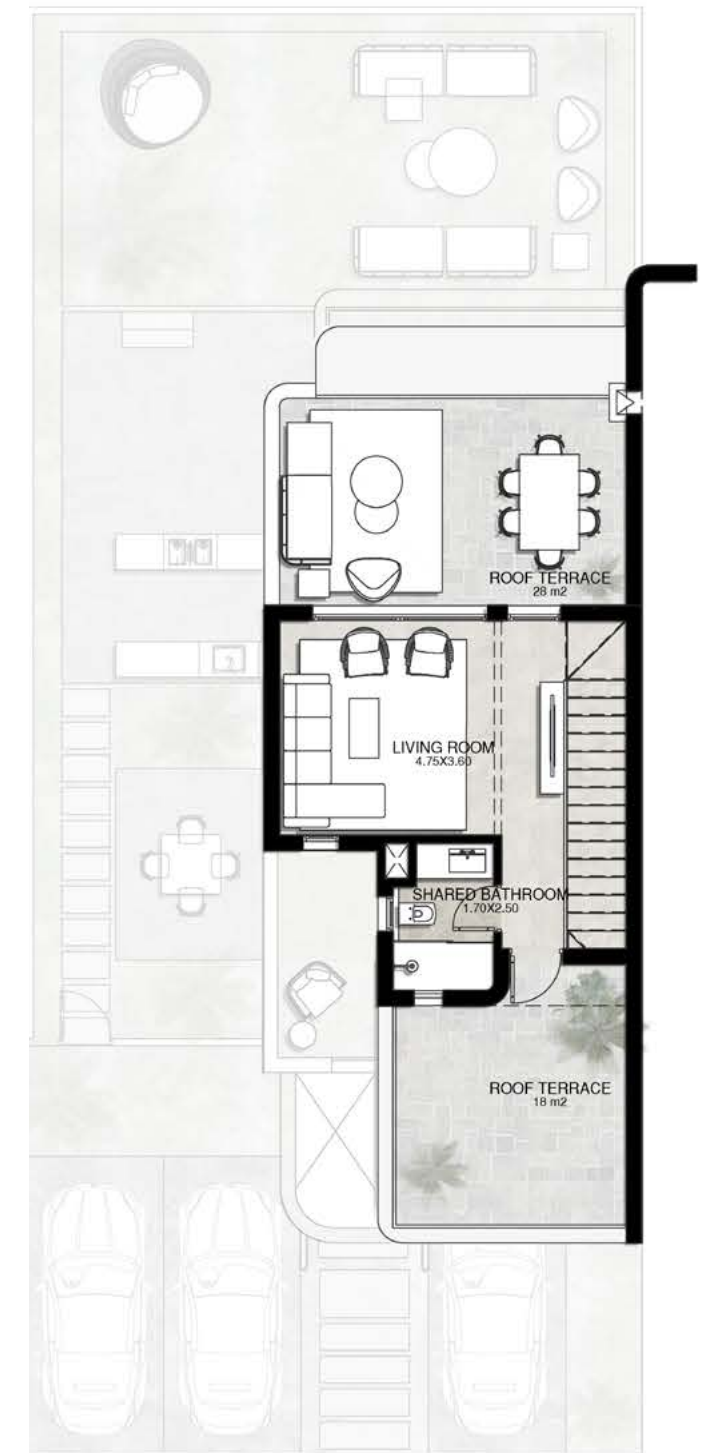 ROOF TERRACE
28 m2
LIVING ROOM
4.75X3.60
SHARED BATHROOM
1.70X2.50
ROOF TERRACE
18 m2